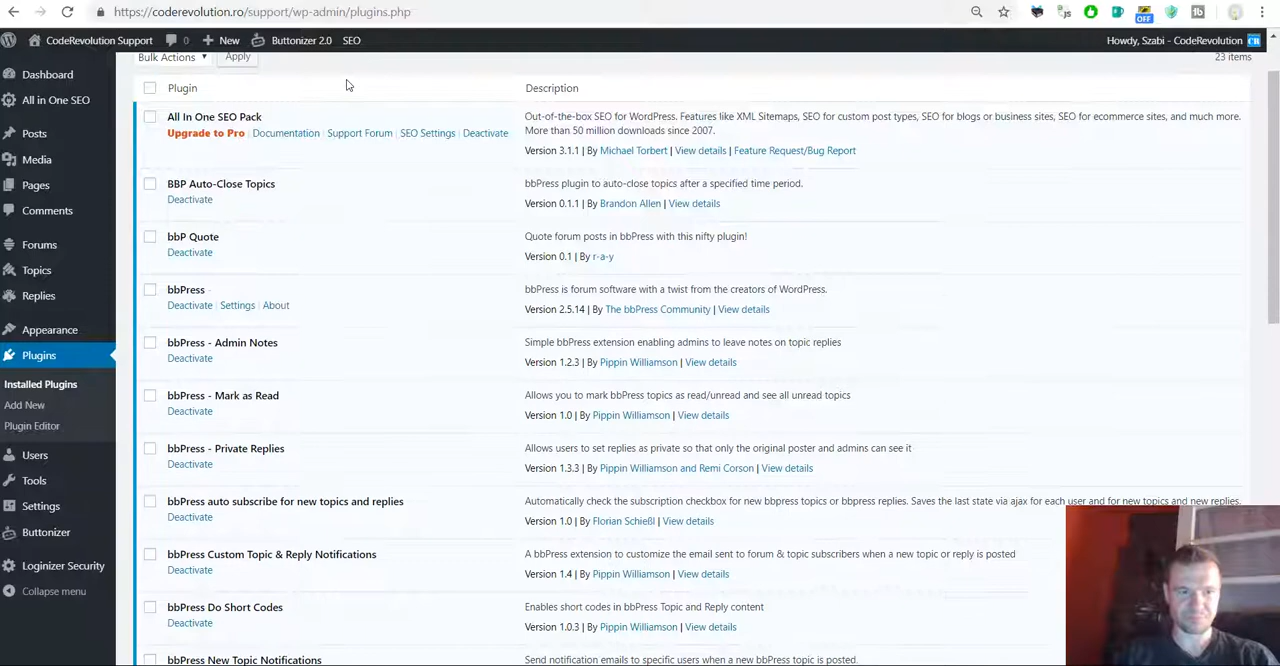 https://coderevolution.ro/support/wp-admin/plugins.php
OFF
CodeRevolution Support 0 New Buttonizer 2.0 SEO Howdy, Szabi - CodeRevolution CR
Bulk Actions Apply 23 items
Dashboard
All in One SEO
Posts
Media
Pages
Comments
Forums
Topics
Replies
Appearance
Plugins
Installed Plugins
Add New
Plugin Editor
Users
Tools
Settings
Buttonizer
Loginizer Security
Collapse menu
Plugin Description
All In One SEO Pack
Upgrade to Pro | Documentation | Support Forum | SEO Settings | Deactivate
Out-of-the-box SEO for WordPress. Features like XML Sitemaps, SEO for custom post types, SEO for blogs or business sites, SEO for ecommerce sites, and much more.
More than 50 million downloads since 2007.
Version 3.1.1 | By Michael Torbert | View details | Feature Request/Bug Report
BBP Auto-Close Topics
Deactivate
bbPress plugin to auto-close topics after a specified time period.
Version 0.1.1 | By Brandon Allen | View details
bbP Quote
Deactivate
Quote forum posts in bbPress with this nifty plugin!
Version 0.1 | By r-a-y
bbPress
Deactivate | Settings | About
bbPress is forum software with a twist from the creators of WordPress.
Version 2.5.14 | By The bbPress Community | View details
bbPress - Admin Notes
Deactivate
Simple bbPress extension enabling admins to leave notes on topic replies
Version 1.2.3 | By Pippin Williamson | View details
bbPress - Mark as Read
Deactivate
Allows you to mark bbPress topics as read/unread and see all unread topics
Version 1.0 | By Pippin Williamson | View details
bbPress - Private Replies
Deactivate
Allows users to set replies as private so that only the original poster and admins can see it
Version 1.3.3 | By Pippin Williamson and Remi Corson | View details
bbPress auto subscribe for new topics and replies
Deactivate
Automatically check the subscription checkbox for new bbpress topics or bbpress replies. Saves the last state via ajax for each user and for new topics and new replies.
Version 1.0 | By Florian Schießl | View details
bbPress Custom Topic & Reply Notifications
Deactivate
A bbPress extension to customize the email sent to forum & topic subscribers when a new topic or reply is posted
Version 1.4 | By Pippin Williamson | View details
bbPress Do Short Codes
Deactivate
Enables short codes in bbPress Topic and Reply content
Version 1.0.3 | By Pippin Williamson | View details
bbPress New Topic Notifications
Send notification emails to specific users when a new bbPress topic is posted.